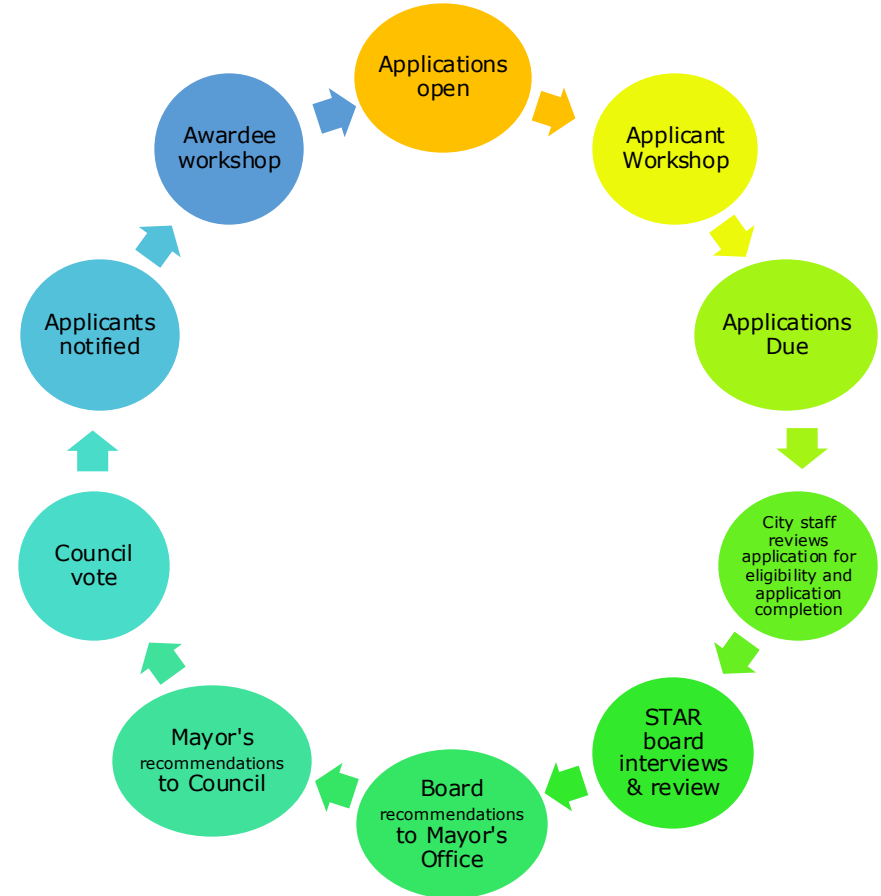 Applications
open
Applicant
Workshop
Applications
Due
City staff
reviews
application for
eligibility and
application
completion
STAR
board
interviews
& review
Board
recommendations
to Mayor's
Office
Mayor's
recommendations
to Council
Council
vote
Applicants
notified
Awardee
workshop